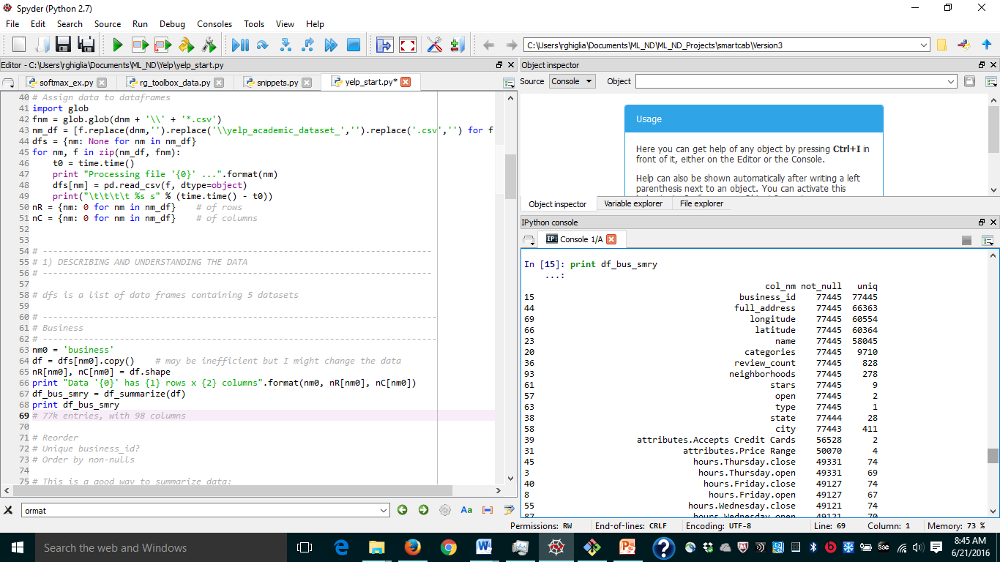 Spyder (Python 2.7)
File Edit Search Source Run Debug Consoles Tools View Help
C:\Users\rghiglia\Documents\ML_ND\ML_ND_Projects\smartcab\Version3
Editor - C:\Users\rghiglia\Documents\ML_ND\Yelp\yelp_start.py
softmax_ex.py rg_toolbox_data.py snippets.py yelp_start.py*
40 # Assign data to dataframes
41 import glob
42 fnm = glob.glob(dnm + '\\' + '*.csv')
43 nm_df = [f.replace(dnm,'').replace('\\yelp_academic_dataset_','').replace('.csv','') for f
44 dfs = {nm: None for nm in nm_df}
45 for nm, f in zip(nm_df, fnm):
46     t0 = time.time()
47     print "Processing file '{0}' ...".format(nm)
48     dfs[nm] = pd.read_csv(f, dtype=object)
49     print("\t\t\t\t %s s" % (time.time() - t0))
50 nR = {nm: 0 for nm in nm_df}    # of rows
51 nC = {nm: 0 for nm in nm_df}    # of columns
52
53
54 # ---------------------------------------------------------------------------
55 # 1) DESCRIBING AND UNDERSTANDING THE DATA
56 # ---------------------------------------------------------------------------
57
58 # dfs is a list of data frames containing 5 datasets
59
60 # ----------------------------------------------------------------------------
61 # Business
62 # ----------------------------------------------------------------------------
63 nm0 = 'business'
64 df = dfs[nm0].copy()    # may be inefficient but I might change the data
65 nR[nm0], nC[nm0] = df.shape
66 print "Data '{0}' has {1} rows x {2} columns".format(nm0, nR[nm0], nC[nm0])
67 df_bus_smry = df_summarize(df)
68 print df_bus_smry
69 # 77k entries, with 98 columns
70
71 # Reorder
72 # Unique business_id?
73 # Order by non-nulls
74
75 # This is a good way to summarize data:
ormat
Aa
Object inspector
Source Console Object
Usage
Here you can get help of any object by pressing Ctrl+I in
front of it, either on the Editor or the Console.
Help can also be shown automatically after writing a left
parenthesis next to an object. You can activate this
Object inspector Variable explorer File explorer
IPython console
IP: Console 1/A
In [15]: print df_bus_smry
...:
col_nm not_null uniq
15 business_id 77445 77445
44 full_address 77445 66363
69 longitude 77445 60554
66 latitude 77445 60364
23 name 77445 58045
20 categories 77445 9710
36 review_count 77445 828
93 neighborhoods 77445 278
61 stars 77445 9
57 open 77445 2
63 type 77445 1
38 state 77444 28
58 city 77443 411
39 attributes.Accepts Credit Cards 56528 2
31 attributes.Price Range 50070 4
45 hours.Thursday.close 49331 74
3 hours.Thursday.open 49331 69
40 hours.Friday.close 49127 74
8 hours.Friday.open 49127 67
55 hours.Wednesday.close 49121 74
87 hours.Wednesday.open 49121 70
Permissions: RW End-of-lines: CRLF Encoding: UTF-8 Line: 69 Column: 1 Memory: 73 %
Search the web and Windows
8:45 AM
6/21/2016